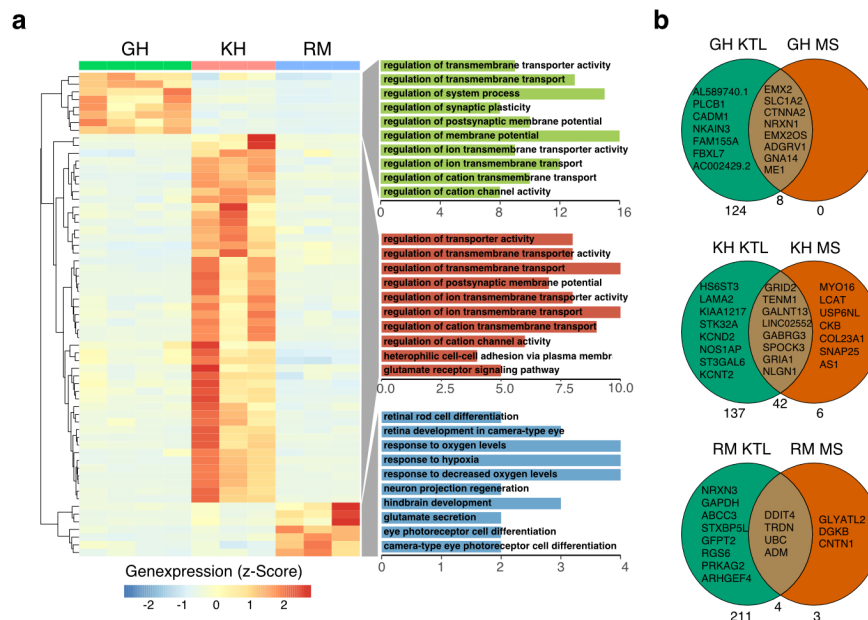 a
GH KH RM
regulation of transmembrane transporter activity
regulation of transmembrane transport
regulation of system process
regulation of synaptic plasticity
regulation of postsynaptic membrane potential
regulation of membrane potential
regulation of ion transmembrane transporter activity
regulation of ion transmembrane transport
regulation of cation transmembrane transport
regulation of cation channel activity
0 4 8 12 16
regulation of transporter activity
regulation of transmembrane transporter activity
regulation of transmembrane transport
regulation of postsynaptic membrane potential
regulation of ion transmembrane transporter activity
regulation of ion transmembrane transport
regulation of cation transmembrane transport
regulation of cation channel activity
heterophilic cell-cell adhesion via plasma membr
glutamate receptor signaling pathway
0.0 2.5 5.0 7.5 10.0
retinal rod cell differentiation
retina development in camera-type eye
response to oxygen levels
response to hypoxia
response to decreased oxygen levels
neuron projection regeneration
hindbrain development
glutamate secretion
eye photoreceptor cell differentiation
camera-type eye photoreceptor cell differentiation
0 1 2 3 4
Genexpression (z-Score)
-2 -1 0 1 2
b
GH KTL GH MS
AL589740.1
PLCB1
CADM1
NKAIN3
FAM155A
FBXL7
AC002429.2
EMX2
SLC1A2
CTNNA2
NRXN1
EMX2OS
ADGRV1
GNA14
ME1
124 8 0
KH KTL KH MS
HS6ST3
LAMA2
KIAA1217
STK32A
KCND2
NOS1AP
ST3GAL6
KCNT2
GRID2
TENM1
GALNT13
LINC02552
GABRG3
SPOCK3
GRIA1
NLGN1
MYO16
LCAT
USP6NL
CKB
COL23A1
SNAP25
AS1
137 42 6
RM KTL RM MS
NRXN3
GAPDH
ABCC3
STXBP5L
GFPT2
RGS6
PRKAG2
ARHGEF4
DDIT4
TRDN
UBC
ADM
GLYATL2
DGKB
CNTN1
211 4 3